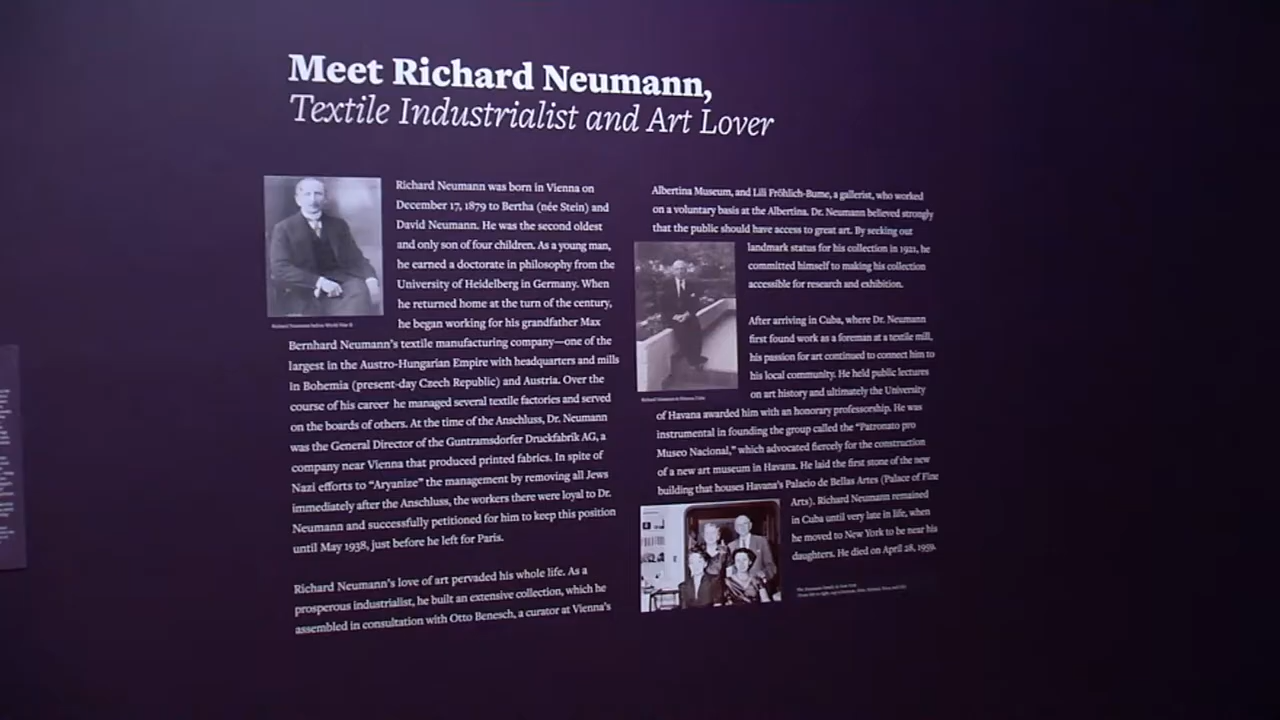 Meet Richard Neumann,
Textile Industrialist and Art Lover
Richard Neumann was born in Vienna on
December 17, 1879 to Bertha (née Stein) and
David Neumann. He was the second oldest
and only son of four children. As a young man,
he earned a doctorate in philosophy from the
University of Heidelberg in Germany. When
he returned home at the turn of the century,
he began working for his grandfather Max
Bernhard Neumann's textile manufacturing company—one of the
largest in the Austro-Hungarian Empire with headquarters and mills
in Bohemia (present-day Czech Republic) and Austria. Over the
course of his career he managed several textile factories and served
on the boards of others. At the time of the Anschluss, Dr. Neumann
was the General Director of the Guntramsdorfer Druckfabrik AG, a
company near Vienna that produced printed fabrics. In spite of
Nazi efforts to "Aryanize" the management by removing all Jews
immediately after the Anschluss, the workers there were loyal to Dr.
Neumann and successfully petitioned for him to keep this position
until May 1938, just before he left for Paris.
Richard Neumann's love of art pervaded his whole life. As a
prosperous industrialist, he built an extensive collection, which he
assembled in consultation with Otto Benesch, a curator at Vienna's
Richard Neumann before World War II
Albertina Museum, and Lili Fröhlich-Bume, a gallerist, who worked
on a voluntary basis at the Albertina. Dr. Neumann believed strongly
that the public should have access to great art. By seeking out
landmark status for his collection in 1921, he
committed himself to making his collection
accessible for research and exhibition.
After arriving in Cuba, where Dr. Neumann
first found work as a foreman at a textile mill,
his passion for art continued to connect him to
his local community. He held public lectures
on art history and ultimately the University
of Havana awarded him with an honorary professorship. He was
instrumental in founding the group called the "Patronato pro
Museo Nacional," which advocated fiercely for the construction
of a new art museum in Havana. He laid the first stone of the new
building that houses Havana's Palacio de Bellas Artes (Palace of Fine
Arts). Richard Neumann remained
in Cuba until very late in life, when
he moved to New York to be near his
daughters. He died on April 28, 1959.